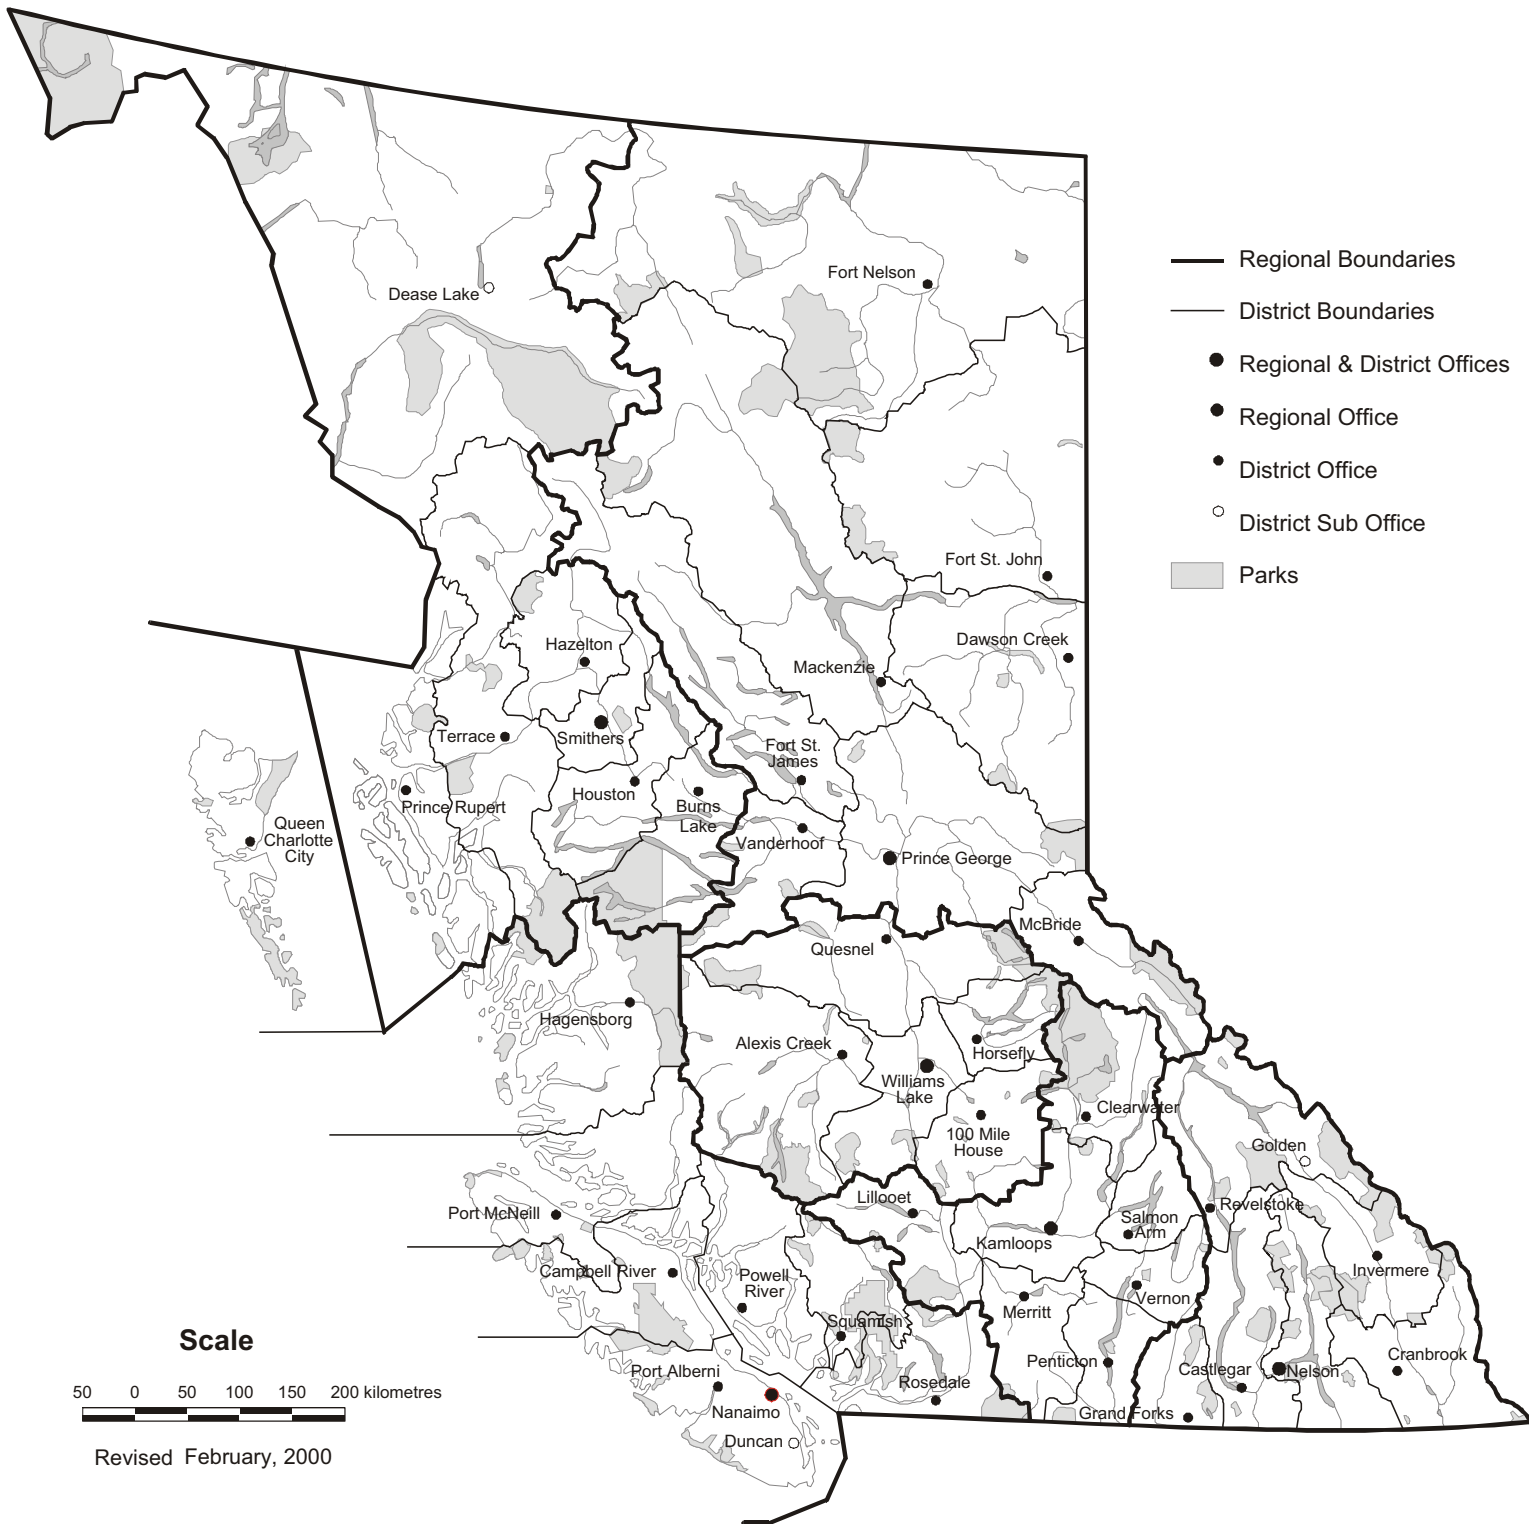 Fort Nelson
Dease Lake
Regional Boundaries
District Boundaries
Regional & District Offices
Regional Office
District Office
District Sub Office
Parks
Fort St. John
Dawson Creek
Hazelton
Mackenzie
Terrace
Smithers
Fort St.
James
Houston
Prince Rupert
Burns
Lake
Queen
Charlotte
City
Vanderhoof
Prince George
McBride
Quesnel
Hagensborg
Alexis Creek
Horsefly
Williams
Lake
Clearwater
100 Mile
House
Golden
Lillooet
Port McNeill
Revelstoke
Salmon
Arm
Kamloops
Campbell River
Powell
River
Invermere
Vernon
Merritt
Squamish
Scale
Penticton
Cranbrook
Port Alberni
Castlegar
Nelson
Rosedale
50 0 50 100 150 200 kilometres
Nanaimo
Grand Forks
Duncan
Revised February, 2000